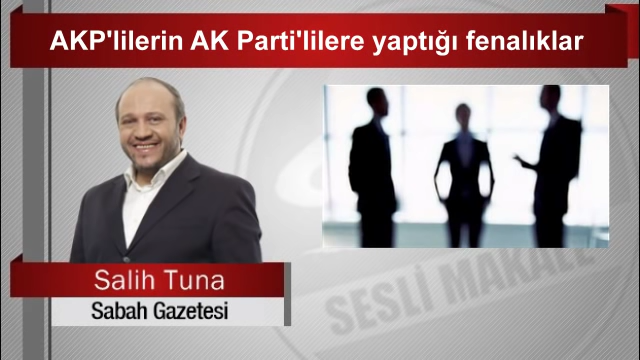 AKP'lilerin AK Parti'lilere yaptığı fenalıklar
Salih Tuna
Sabah Gazetesi
SESLİ MAKALE